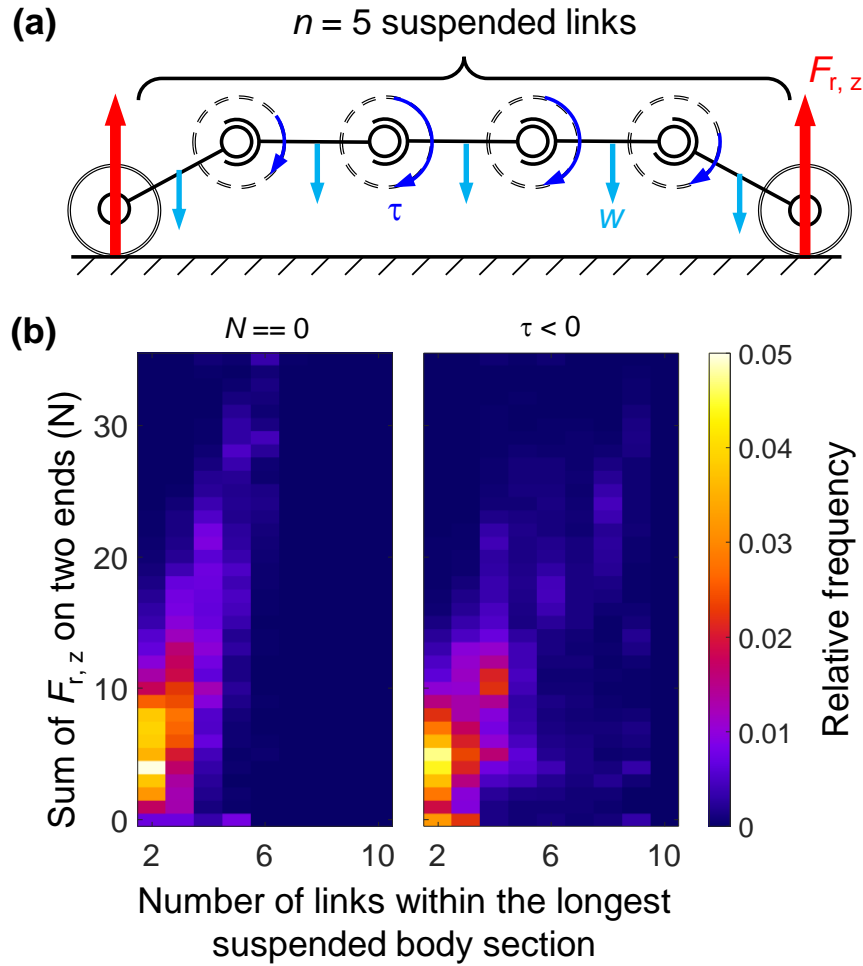 (a)
n = 5 suspended links
F r, z
τ
w
(b)
N == 0
τ < 0
Sum of F r, z on two ends (N)
30
20
10
0
2
6
10
2
6
10
0.05
0.04
0.03
0.02
0.01
0
Relative frequency
Number of links within the longest
suspended body section